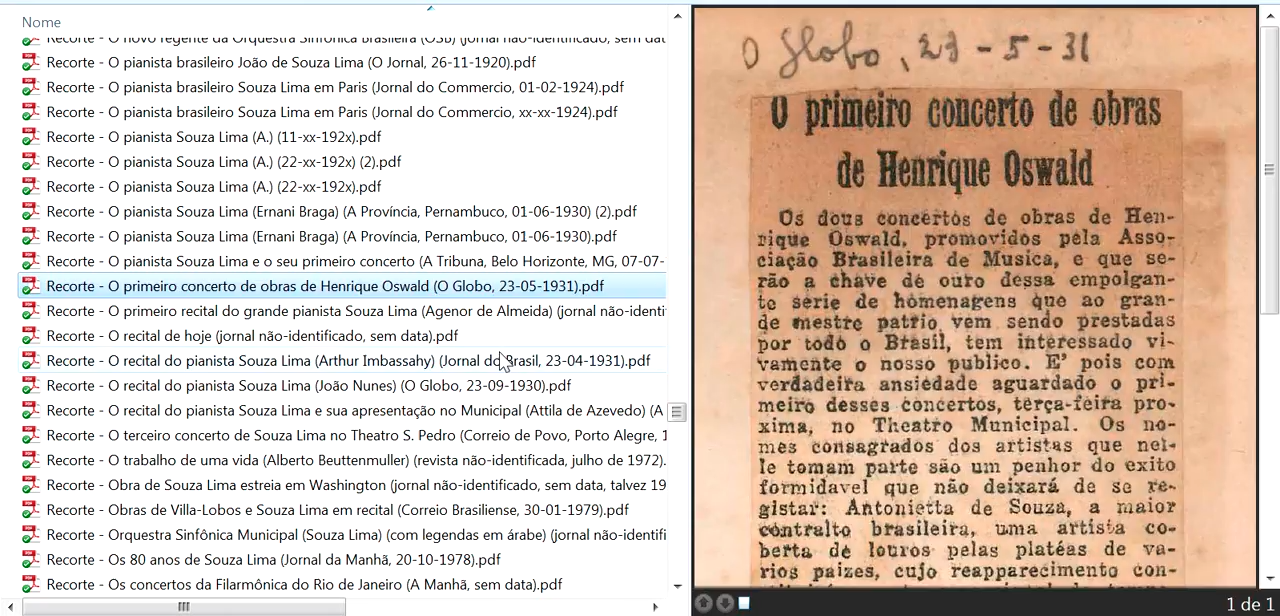 Nome
Recorte - O novo regente da Orquestra Sinfônica Brasileira (OSB) (jornal não-identificado, sem dat
Recorte - O pianista brasileiro João de Souza Lima (O Jornal, 26-11-1920).pdf
Recorte - O pianista brasileiro Souza Lima em Paris (Jornal do Commercio, 01-02-1924).pdf
Recorte - O pianista brasileiro Souza Lima em Paris (Jornal do Commercio, xx-xx-1924).pdf
Recorte - O pianista Souza Lima (A.) (11-xx-192x).pdf
Recorte - O pianista Souza Lima (A.) (22-xx-192x) (2).pdf
Recorte - O pianista Souza Lima (A.) (22-xx-192x).pdf
Recorte - O pianista Souza Lima (Ernani Braga) (A Província, Pernambuco, 01-06-1930) (2).pdf
Recorte - O pianista Souza Lima (Ernani Braga) (A Província, Pernambuco, 01-06-1930).pdf
Recorte - O pianista Souza Lima e o seu primeiro concerto (A Tribuna, Belo Horizonte, MG, 07-07-
Recorte - O primeiro concerto de obras de Henrique Oswald (O Globo, 23-05-1931).pdf
Recorte - O primeiro recital do grande pianista Souza Lima (Agenor de Almeida) (jornal não-identi
Recorte - O recital de hoje (jornal não-identificado, sem data).pdf
Recorte - O recital do pianista Souza Lima (Arthur Imbassahy) (Jornal do Brasil, 23-04-1931).pdf
Recorte - O recital do pianista Souza Lima (João Nunes) (O Globo, 23-09-1930).pdf
Recorte - O recital do pianista Souza Lima e sua apresentação no Municipal (Attila de Azevedo) (A
Recorte - O terceiro concerto de Souza Lima no Theatro S. Pedro (Correio de Povo, Porto Alegre, 1
Recorte - O trabalho de uma vida (Alberto Beuttenmuller) (revista não-identificada, julho de 1972).
Recorte - Obra de Souza Lima estreia em Washington (jornal não-identificado, sem data, talvez 19
Recorte - Obras de Villa-Lobos e Souza Lima em recital (Correio Brasiliense, 30-01-1979).pdf
Recorte - Orquestra Sinfônica Municipal (Souza Lima) (com legendas em árabe) (jornal não-identifi
Recorte - Os 80 anos de Souza Lima (Jornal da Manhã, 20-10-1978).pdf
Recorte - Os concertos da Filarmônica do Rio de Janeiro (A Manhã, sem data).pdf
O Globo, 23-5-31
O primeiro concerto de obras
de Henrique Oswald
Os dous concertos de obras de Hen-
rique Oswald, promovidos pela Asso-
ciação Brasileira de Musica, e que se-
rão a chave de ouro dessa empolgan-
te serie de homenagens que ao gran-
de mestre patrio vem sendo prestadas
por todo o Brasil, tem interessado vi-
vamente o nosso publico. E' pois com
verdadeira ansiedade aguardado o pri-
meiro desses concertos, terça-feira pro-
xima, no Theatro Municipal. Os no-
mes consagrados dos artistas que nel-
le tomam parte são um penhor do exito
formidavel que não deixará de se re-
gistar: Antonietta de Souza, a maior
contralto brasileira, uma artista co-
berta de louros pelas platéas de va-
rios paizes, cujo reapparecimento con-
1 de 1